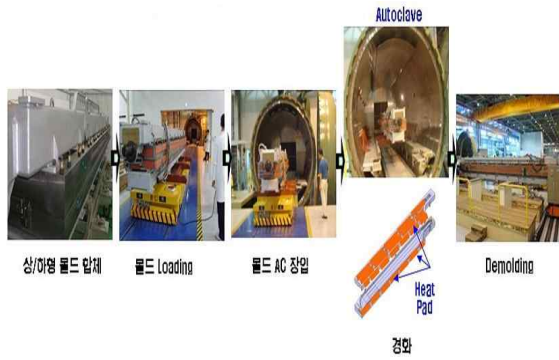 Autoclave
상/하형 몰드 합체
몰드 Loading
몰드 AC 장입
Heat
Pad
경화
Demolding